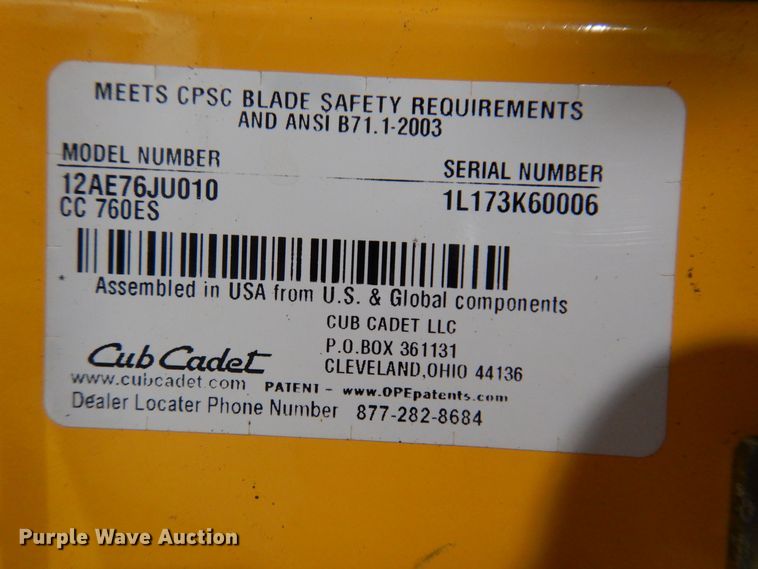 MEETS CPSC BLADE SAFETY REQUIREMENTS
AND ANSI B71.1-2003
MODEL NUMBER
12AE76JU010
CC 760ES
SERIAL NUMBER
1L173K60006
* Assembled in USA from U.S. & Global components
Cub Cadet
www.cubcadet.com
CUB CADET LLC
P.O.BOX 361131
CLEVELAND,OHIO 44136
PATENT - www.OPEpatents.com
Dealer Locater Phone Number 877-282-8684
Purple Wave Auction